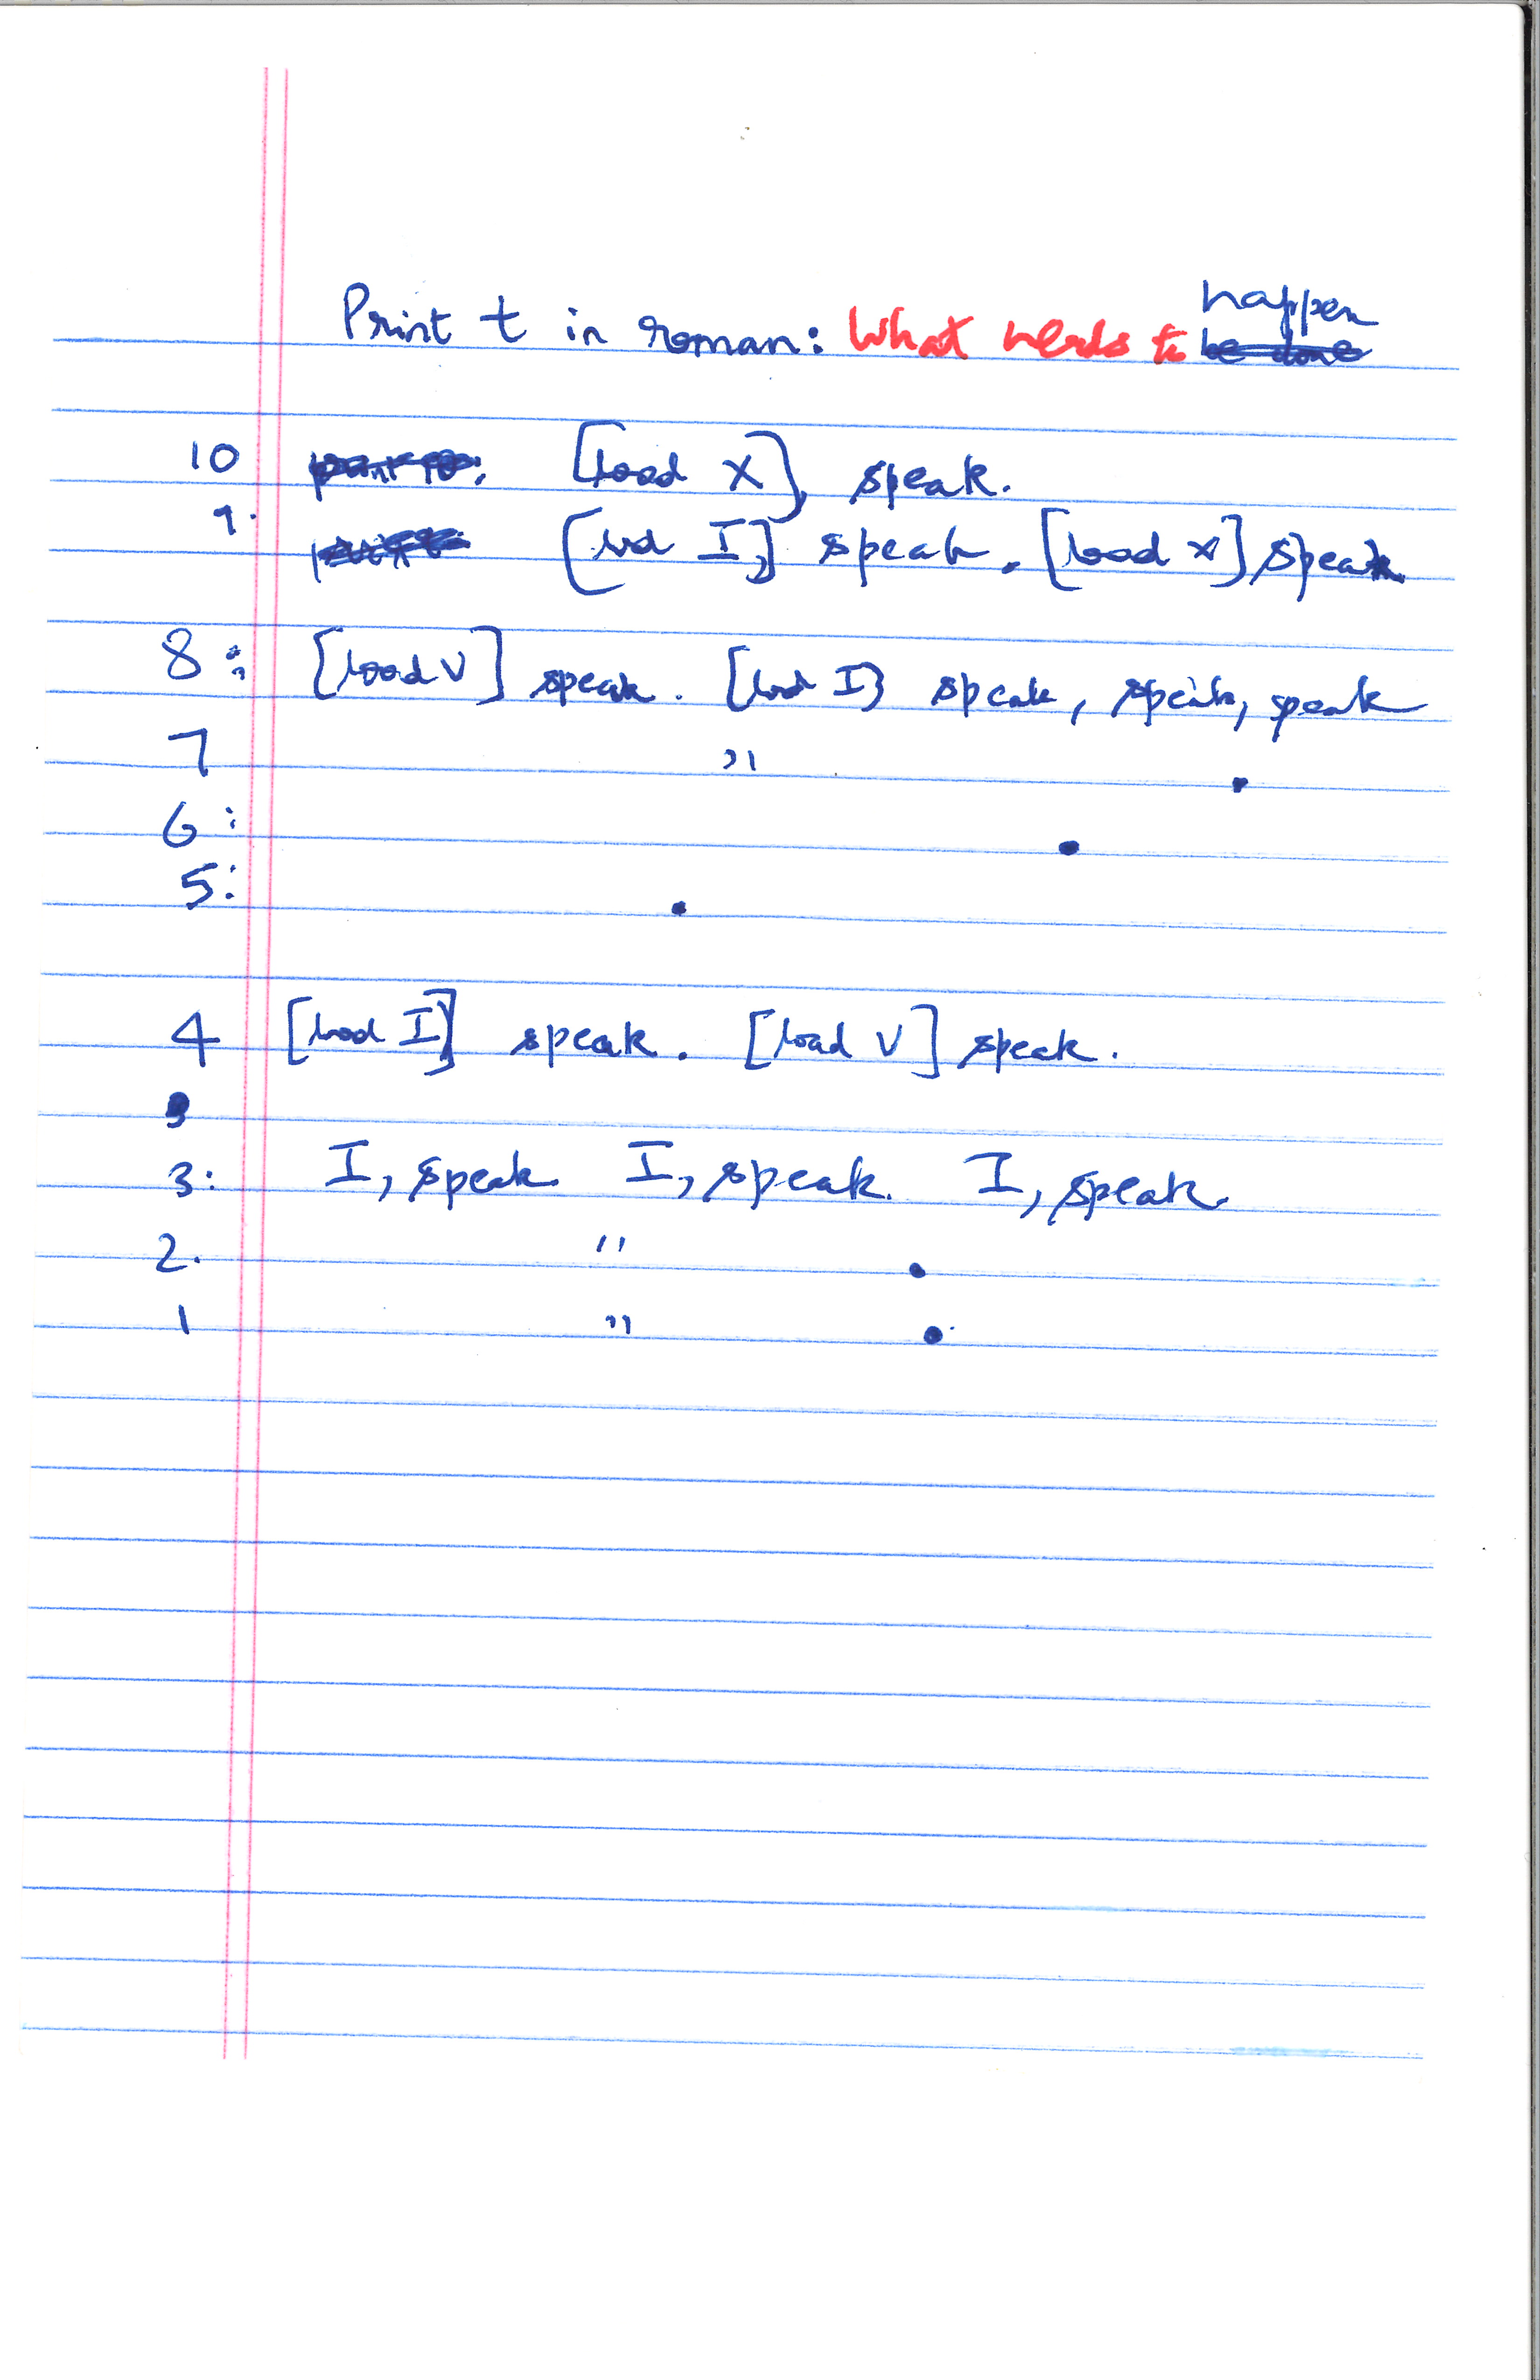 Print t in roman: What needs to happen
10 [load X], speak.
9. [load I,] speak. [load X] speak
8: [load V] speak. [load I] speak, speak, speak
7 " .
6: .
5: .
4 [load I] speak. [load V] speak.
3: I, speak I, speak. I, speak.
2. " .
1 " .